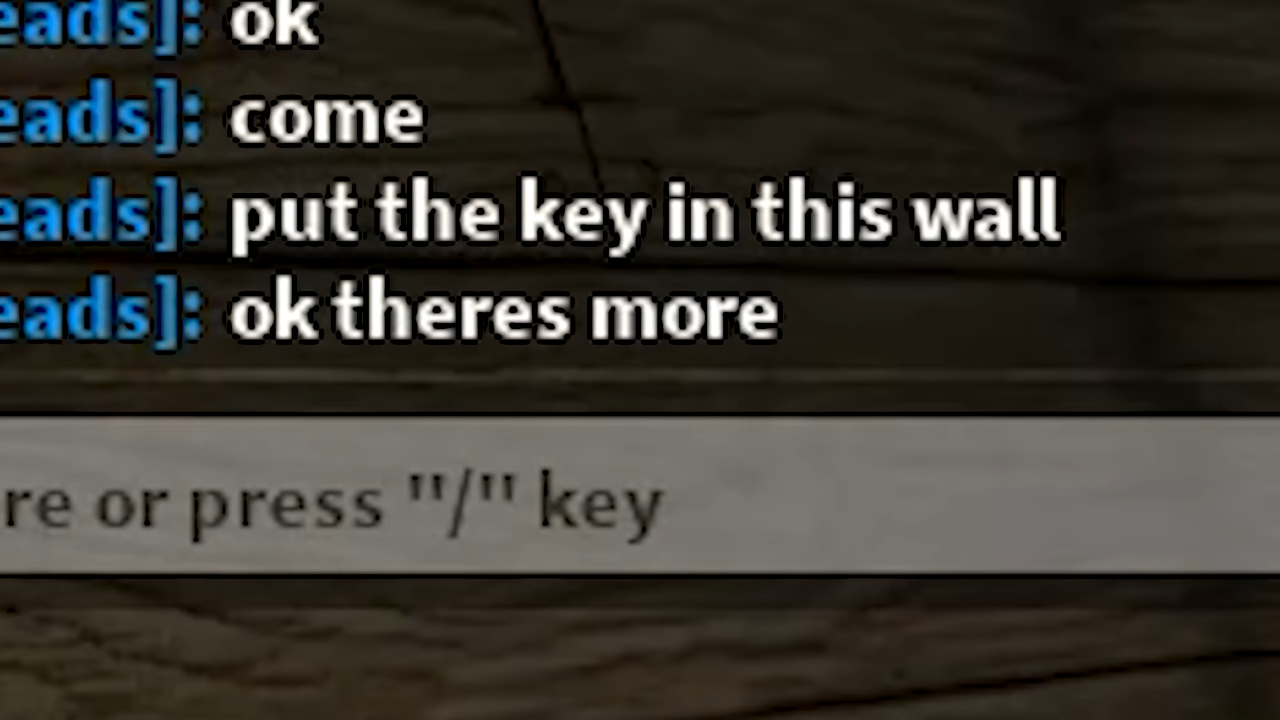 eads]: ok
eads]: come
eads]: put the key in this wall
eads]: ok theres more
re or press "/" key